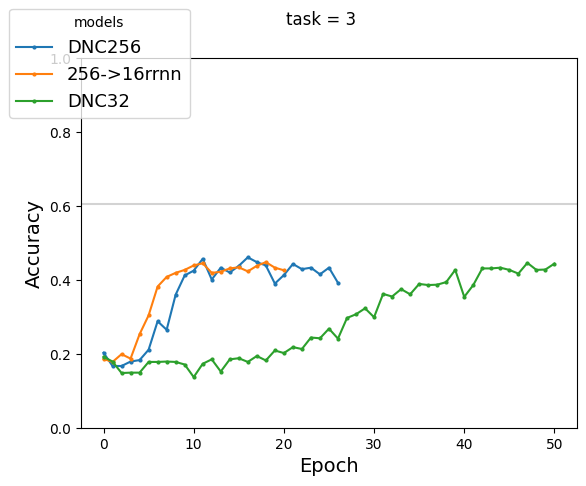 task = 3
models
DNC256
256->16rrnn
DNC32
1.0
0.8
0.6
0.4
0.2
0.0
Accuracy
0 10 20 30 40 50
Epoch